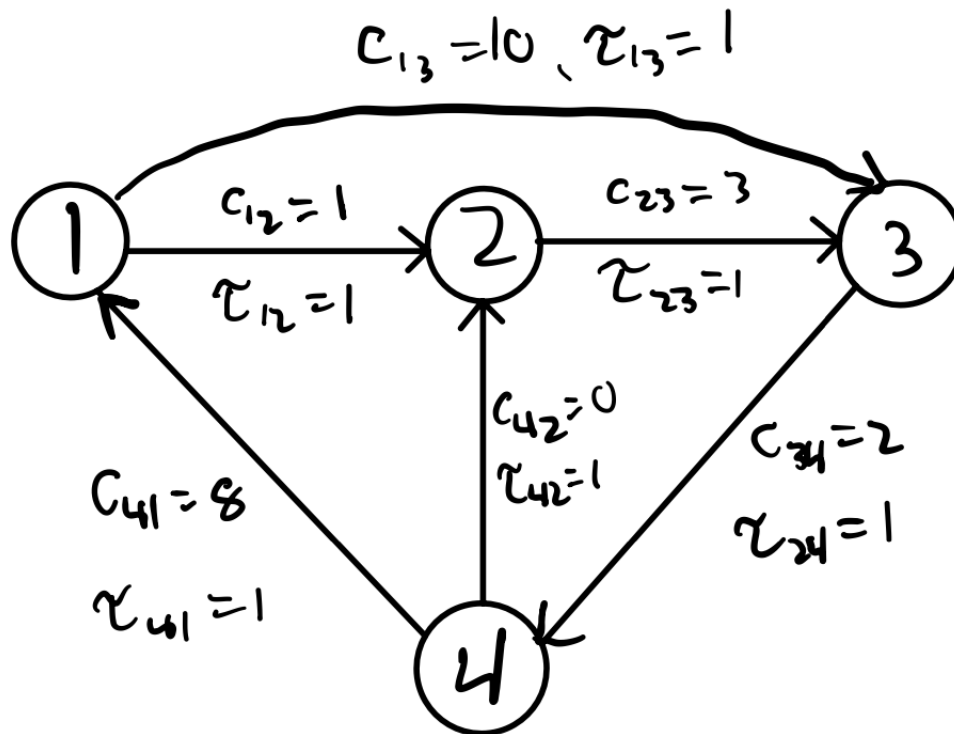 C₁₃=10、τ₁₃=1
1
C₁₂=1
τ₁₂=1
2
C₂₃=3
τ₂₃=1
3
C₄₁=8
τ₄₁=1
C₄₂=0
τ₄₂=1
C₃₄=2
τ₂₄=1
4